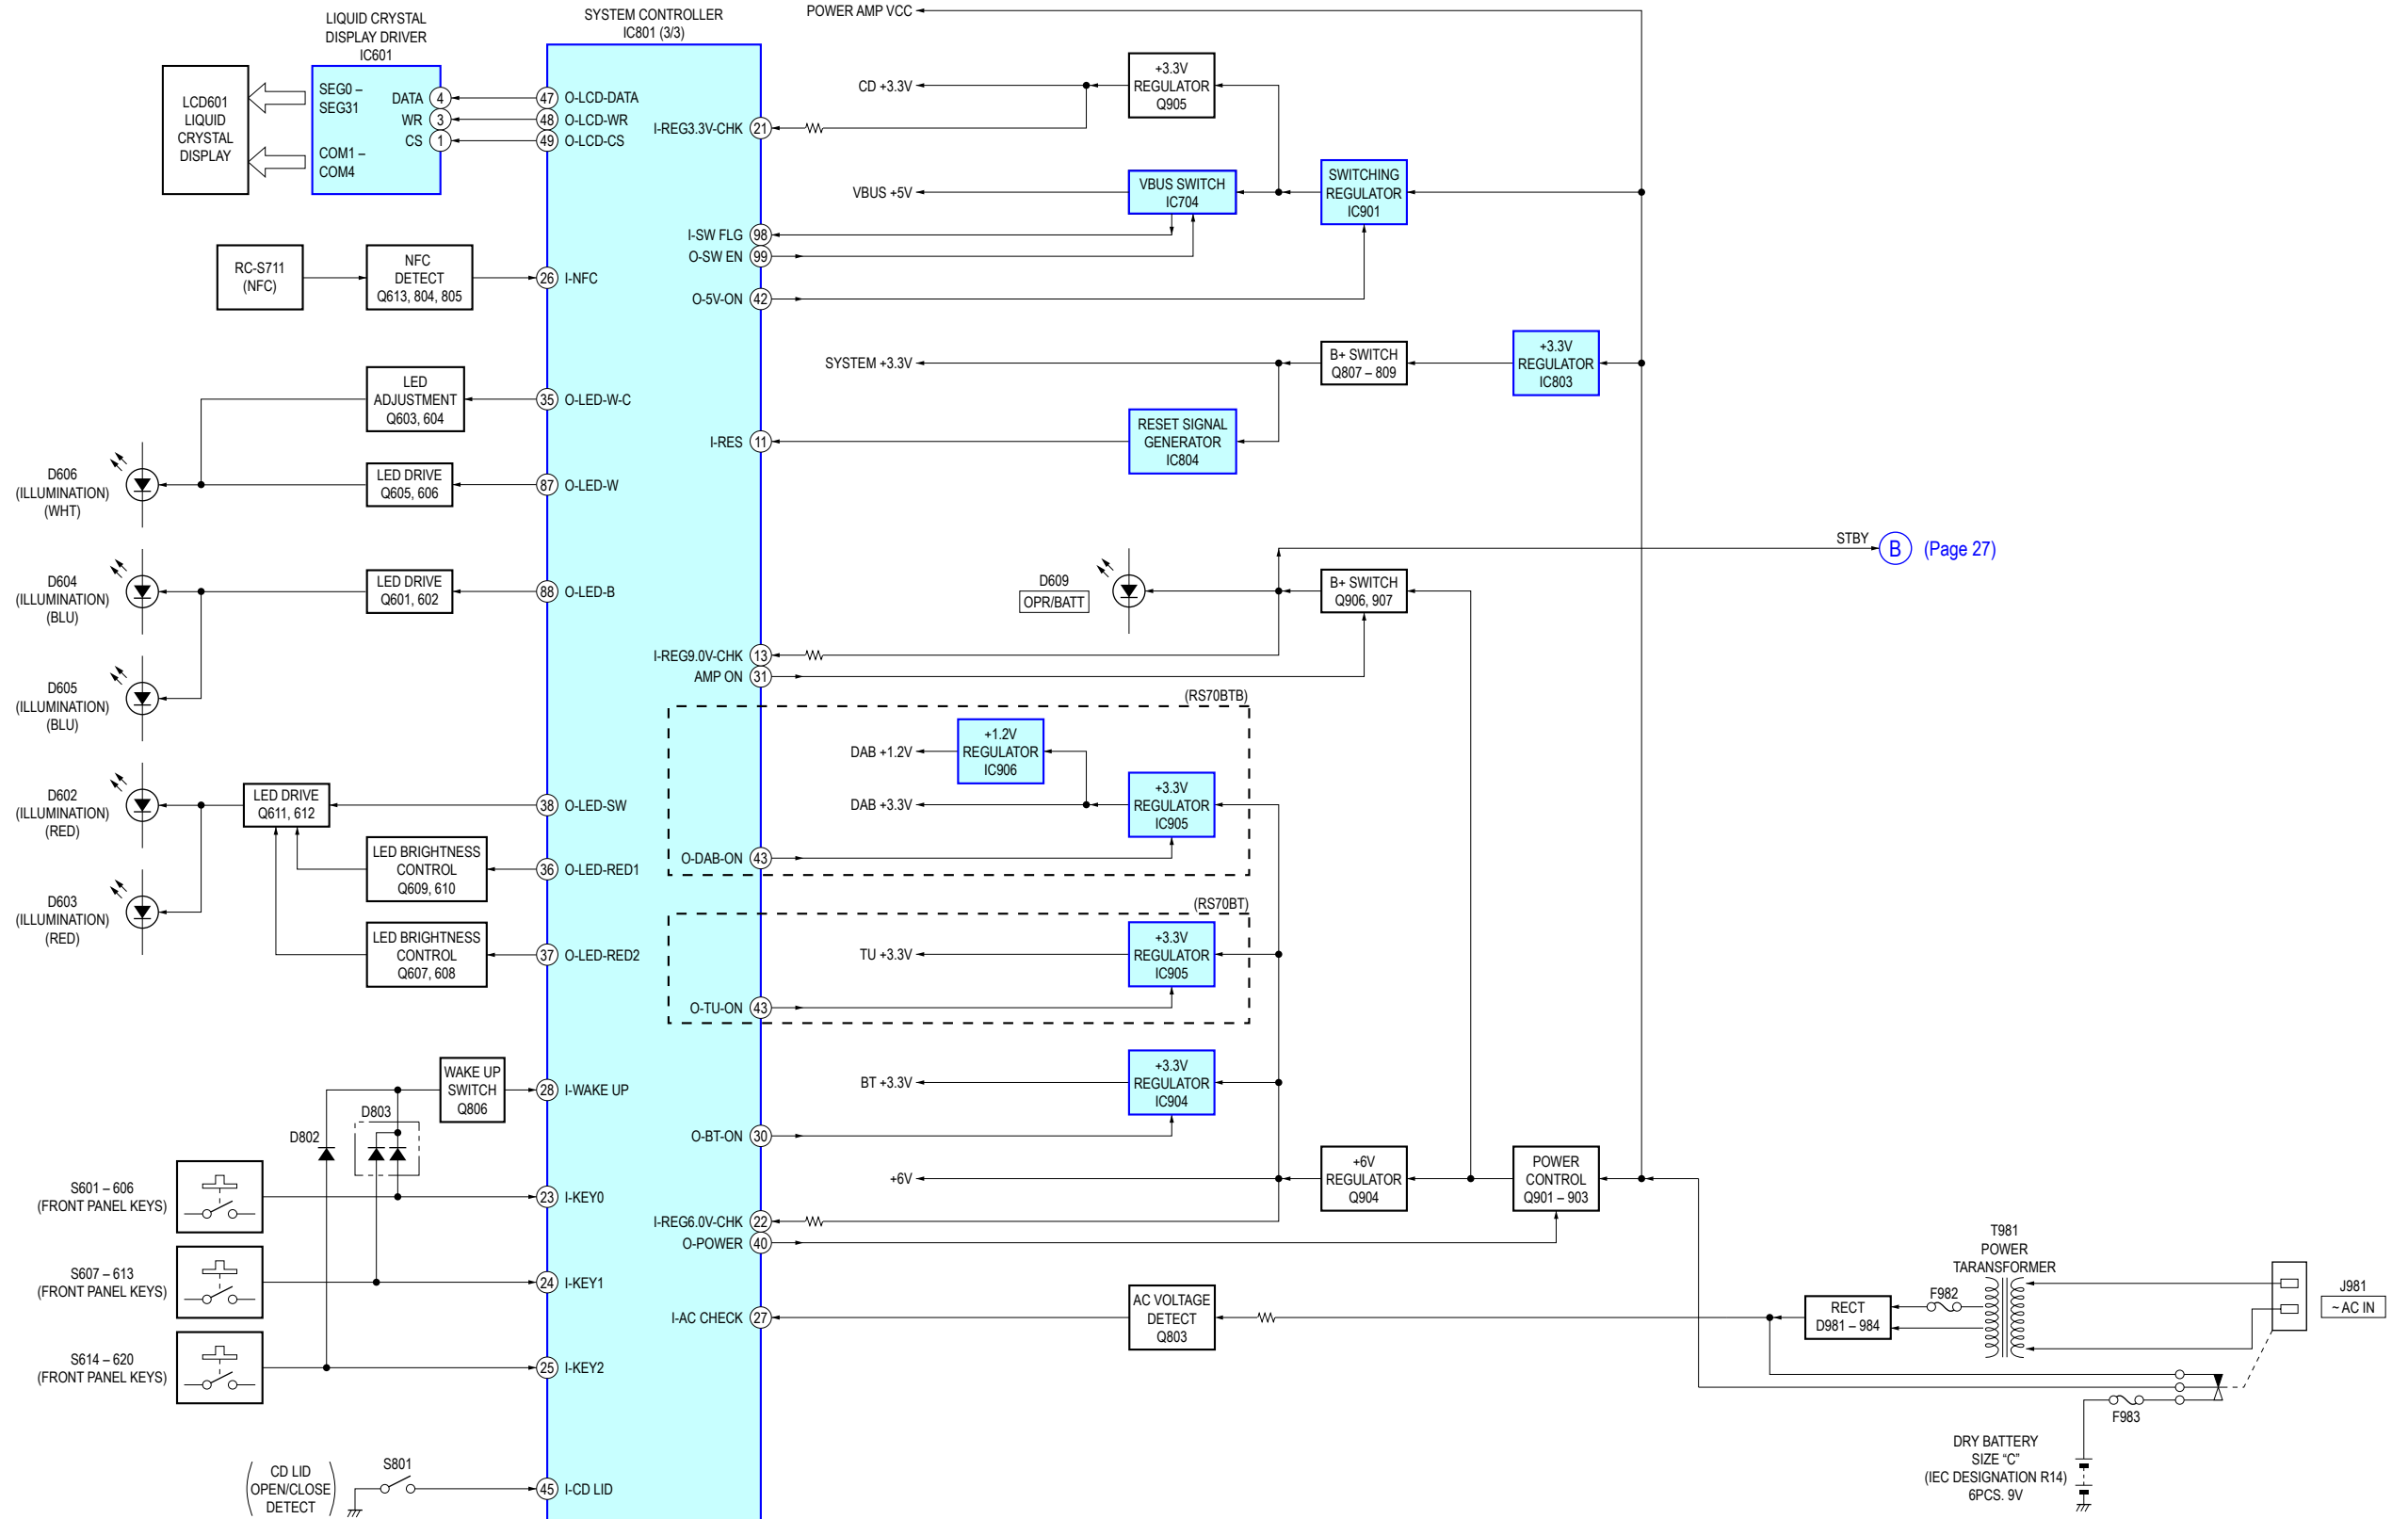 LIQUID CRYSTAL
DISPLAY DRIVER
IC601
SYSTEM CONTROLLER
IC801 (3/3)
LCD601
LIQUID
CRYSTAL
DISPLAY
SEG0 –
SEG31
COM1 –
COM4
DATA 4
WR 3
CS 1
47 O-LCD-DATA
48 O-LCD-WR
49 O-LCD-CS
RC-S711
(NFC)
NFC
DETECT
Q613, 804, 805
26 I-NFC
LED
ADJUSTMENT
Q603, 604
35 O-LED-W-C
D606
(ILLUMINATION)
(WHT)
LED DRIVE
Q605, 606
87 O-LED-W
D604
(ILLUMINATION)
(BLU)
LED DRIVE
Q601, 602
88 O-LED-B
D605
(ILLUMINATION)
(BLU)
D602
(ILLUMINATION)
(RED)
LED DRIVE
Q611, 612
38 O-LED-SW
LED BRIGHTNESS
CONTROL
Q609, 610
36 O-LED-RED1
D603
(ILLUMINATION)
(RED)
LED BRIGHTNESS
CONTROL
Q607, 608
37 O-LED-RED2
WAKE UP
SWITCH
Q806
28 I-WAKE UP
D803
D802
S601 – 606
(FRONT PANEL KEYS)
23 I-KEY0
S607 – 613
(FRONT PANEL KEYS)
24 I-KEY1
S614 – 620
(FRONT PANEL KEYS)
25 I-KEY2
CD LID
OPEN/CLOSE
DETECT
S801
45 I-CD LID
POWER AMP VCC
CD +3.3V
+3.3V
REGULATOR
Q905
I-REG3.3V-CHK 21
VBUS +5V
VBUS SWITCH
IC704
SWITCHING
REGULATOR
IC901
I-SW FLG 98
O-SW EN 99
O-5V-ON 42
SYSTEM +3.3V
B+ SWITCH
Q807 – 809
+3.3V
REGULATOR
IC803
I-RES 11
RESET SIGNAL
GENERATOR
IC804
STBY B (Page 27)
D609
OPR/BATT
B+ SWITCH
Q906, 907
I-REG9.0V-CHK 13
AMP ON 31
(RS70BTB)
DAB +1.2V
+1.2V
REGULATOR
IC906
DAB +3.3V
+3.3V
REGULATOR
IC905
O-DAB-ON 43
(RS70BT)
TU +3.3V
+3.3V
REGULATOR
IC905
O-TU-ON 43
BT +3.3V
+3.3V
REGULATOR
IC904
O-BT-ON 30
+6V
+6V
REGULATOR
Q904
POWER
CONTROL
Q901 – 903
I-REG6.0V-CHK 22
O-POWER 40
I-AC CHECK 27
AC VOLTAGE
DETECT
Q803
RECT
D981 – 984
F982
T981
POWER
TARANSFORMER
J981
~ AC IN
F983
DRY BATTERY
SIZE “C”
(IEC DESIGNATION R14)
6PCS. 9V